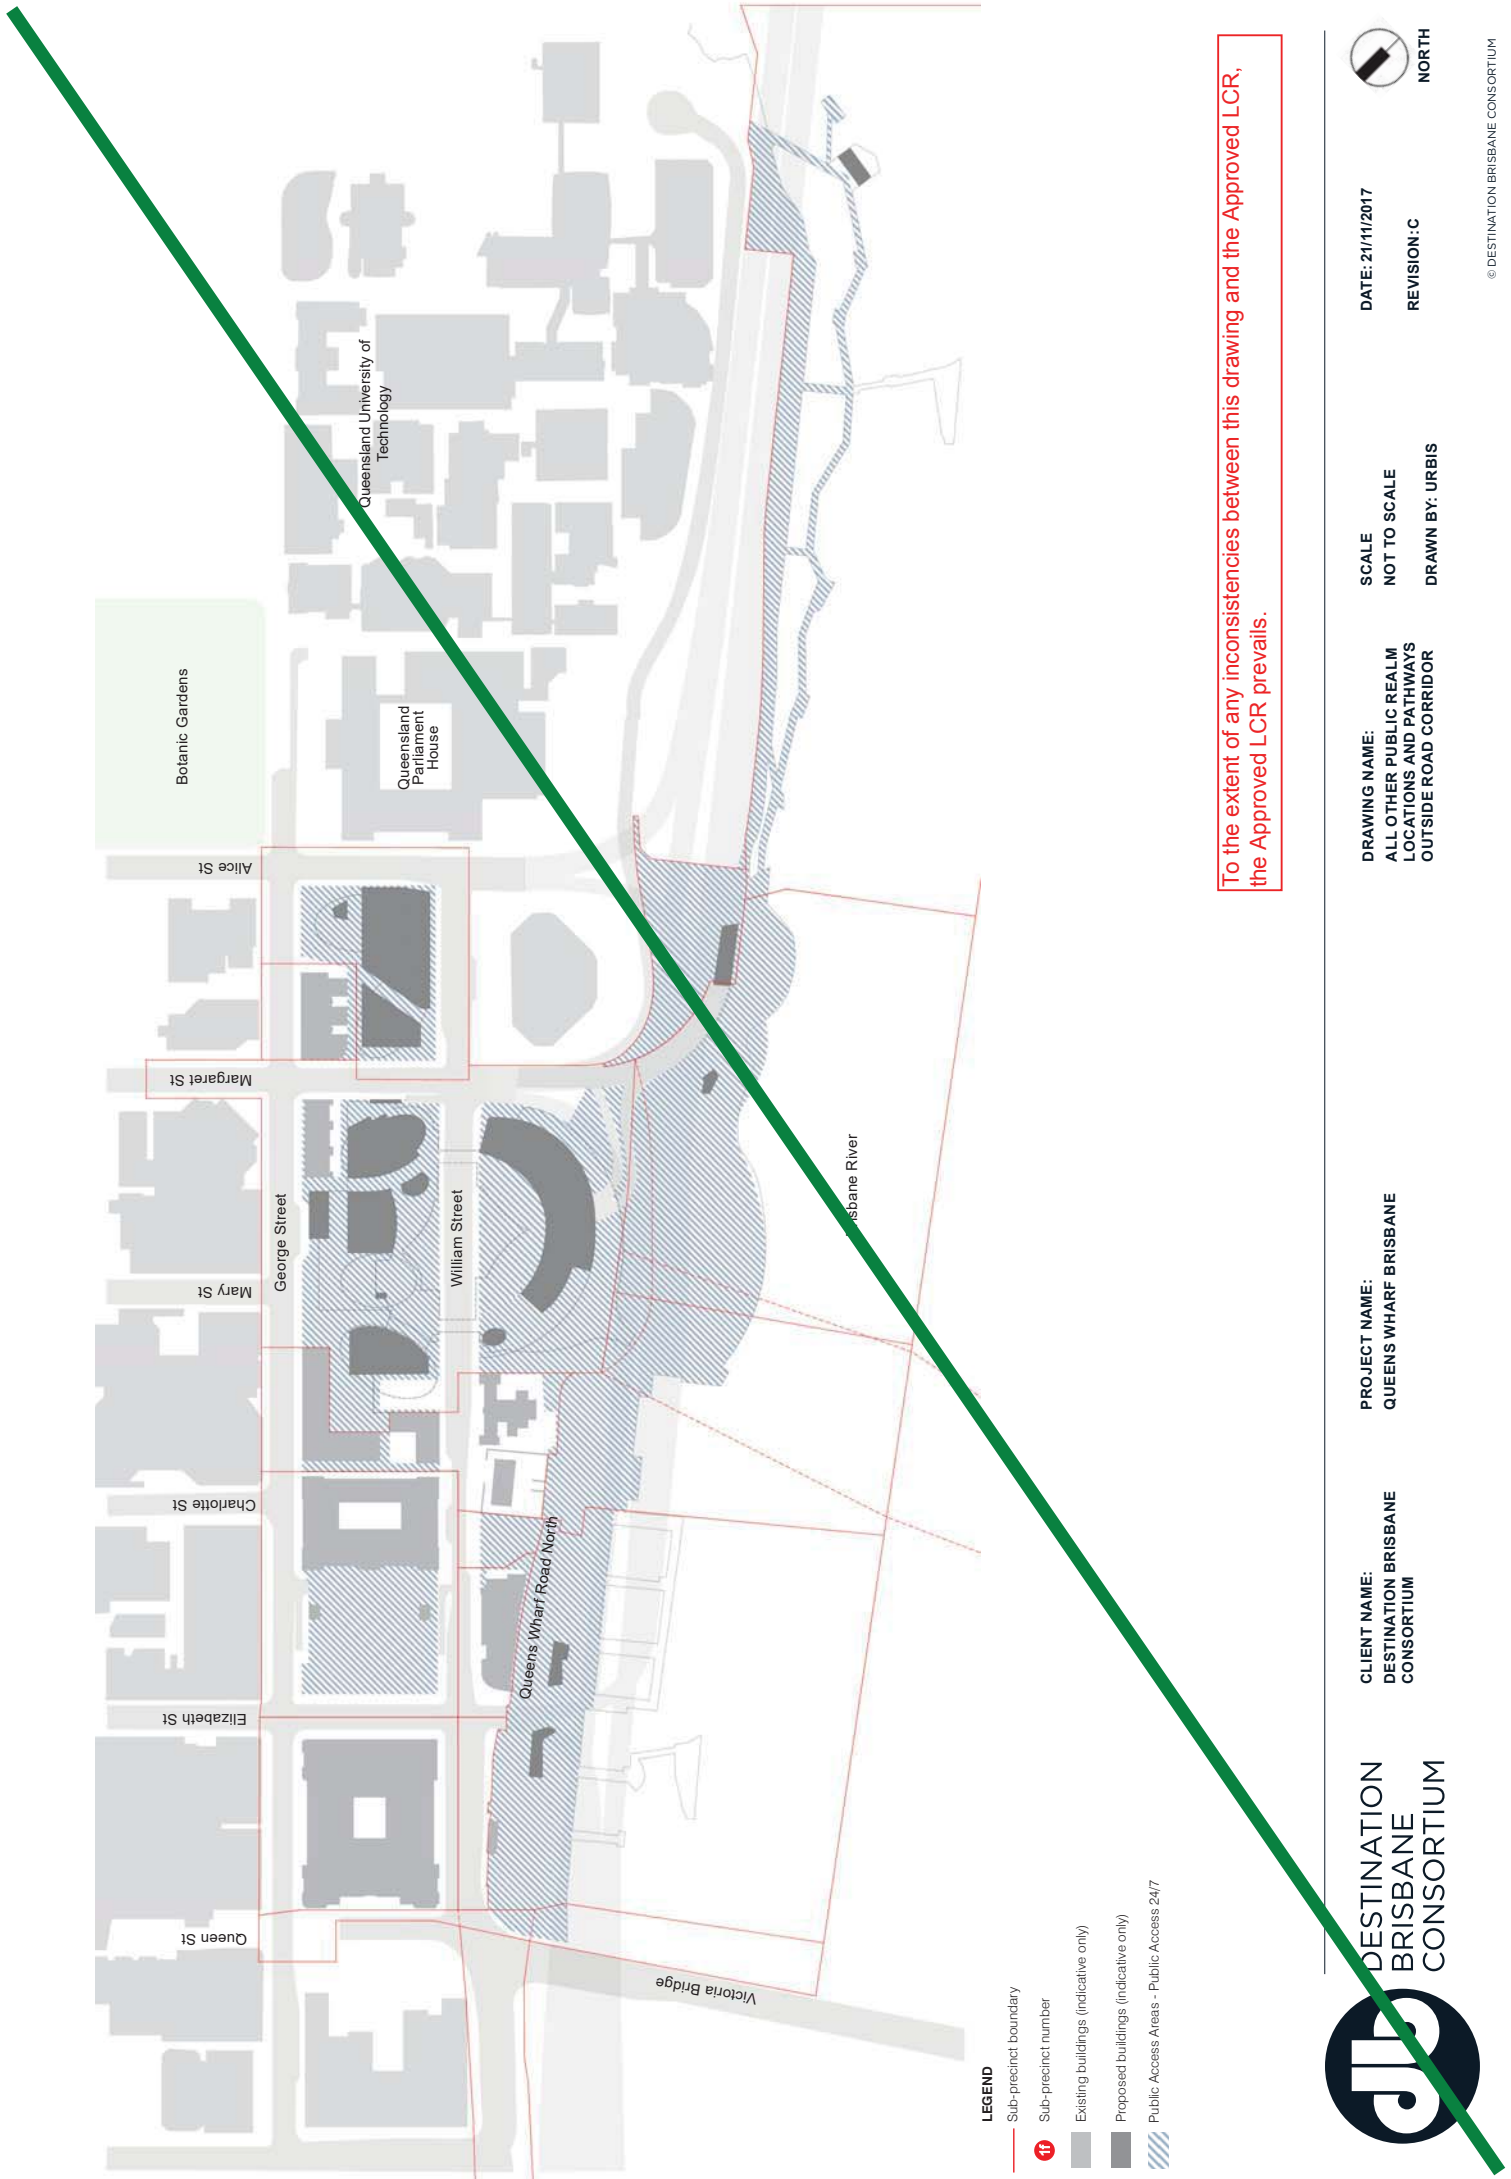 Botanic Gardens
Queensland University of
Technology
Queensland
Parliament
House
Alice St
Margaret St
Mary St
Charlotte St
Elizabeth St
Queen St
George Street
William Street
Queens Wharf Road North
Victoria Bridge
River
LEGEND
Sub-precinct boundary
1f Sub-precinct number
Existing buildings (indicative only)
Proposed buildings (indicative only)
Public Access Areas - Public Access 24/7
To the extent of any inconsistencies between this drawing and the Approved LCR,
the Approved LCR prevails.
DESTINATION
BRISBANE
CONSORTIUM
CLIENT NAME:
DESTINATION BRISBANE
CONSORTIUM
PROJECT NAME:
QUEENS WHARF BRISBANE
DRAWING NAME:
ALL OTHER PUBLIC REALM
LOCATIONS AND PATHWAYS
OUTSIDE ROAD CORRIDOR
SCALE
NOT TO SCALE
DRAWN BY: URBIS
DATE: 21/11/2017
REVISION: C
NORTH
© DESTINATION BRISBANE CONSORTIUM